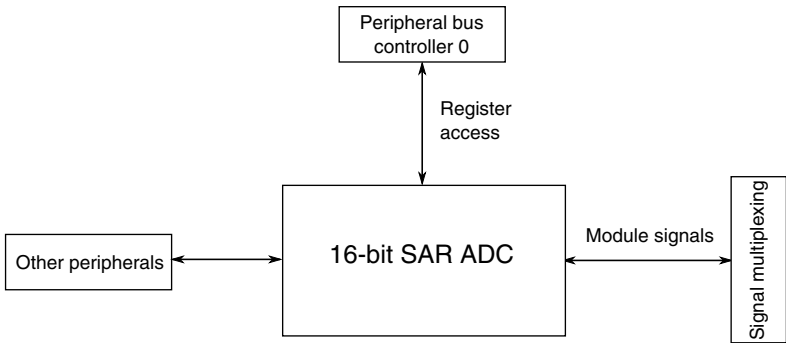 Peripheral bus
controller 0
Register
access
Other peripherals
16-bit SAR ADC
Module signals
Signal multiplexing